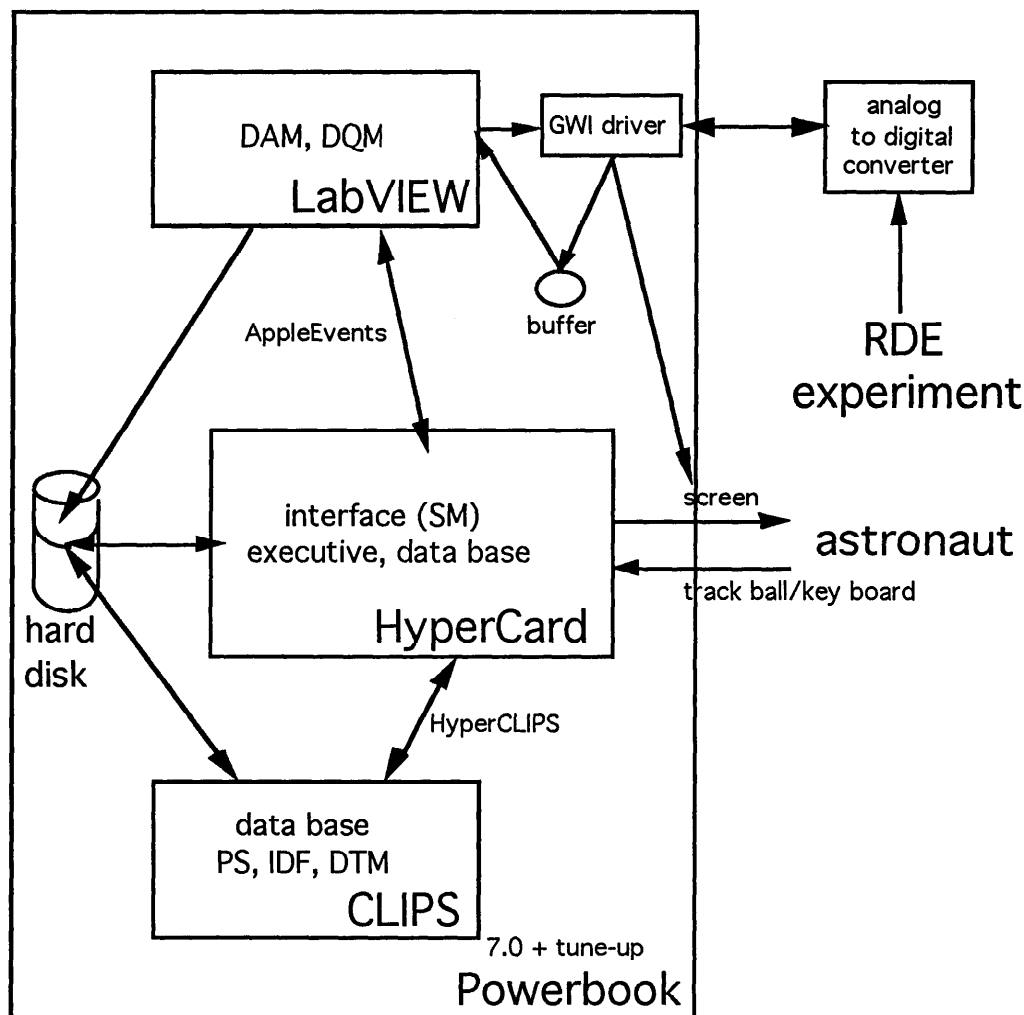 DAM, DQM
LabVIEW
GWI driver
analog
to digital
converter
buffer
AppleEvents
RDE
experiment
interface (SM)
executive, data base
HyperCard
screen
astronaut
track ball/key board
hard
disk
HyperCLIPS
data base
PS, IDF, DTM
CLIPS
7.0 + tune-up
Powerbook